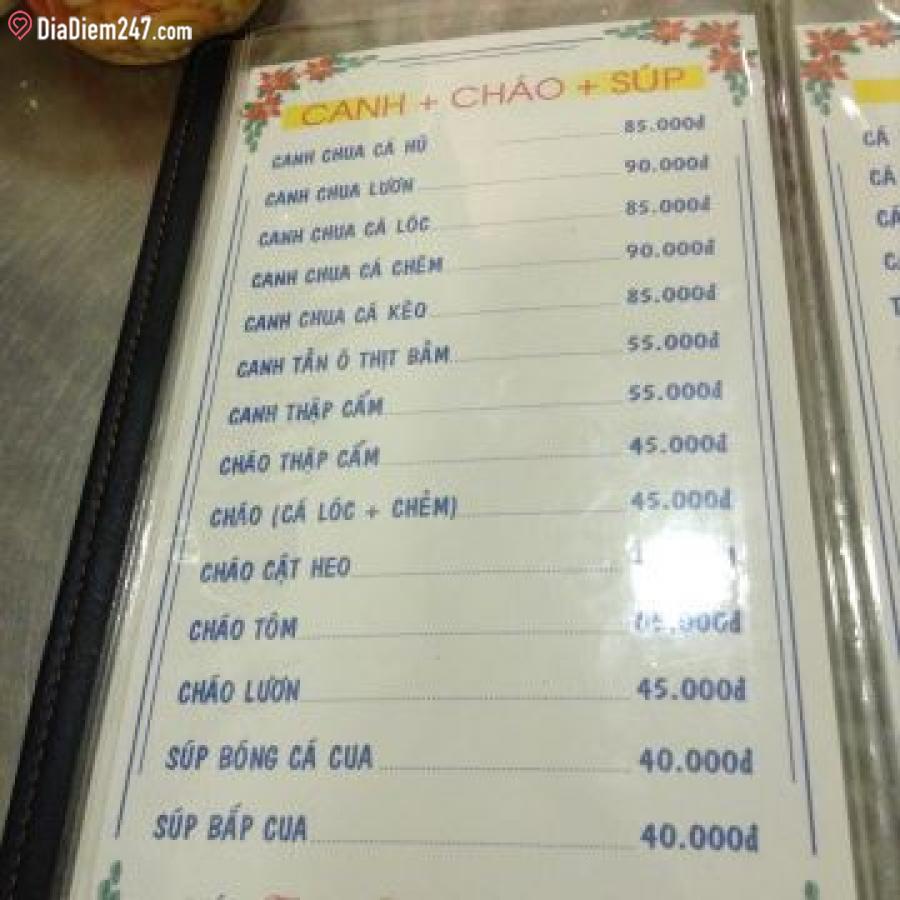 DiaDiem247.com
CANH + CHÁO + SÚP
CANH CHUA CÁ HÚ 85.000đ
CANH CHUA LƯƠN 90.000đ
CANH CHUA CÁ LÓC 85.000đ
CANH CHUA CÁ CHẼM 90.000đ
CANH CHUA CÁ KÈO 85.000đ
CANH TẦN Ô THỊT BẰM 55.000đ
CANH THẬP CẨM 55.000đ
CHÁO THẬP CẨM 45.000đ
CHÁO (CÁ LÓC + CHẼM) 45.000đ
CHÁO CẬT HEO
CHÁO TÔM
CHÁO LƯƠN 45.000đ
SÚP BÓNG CÁ CUA 40.000đ
SÚP BẮP CUA 40.000đ
CÁ
CÁ